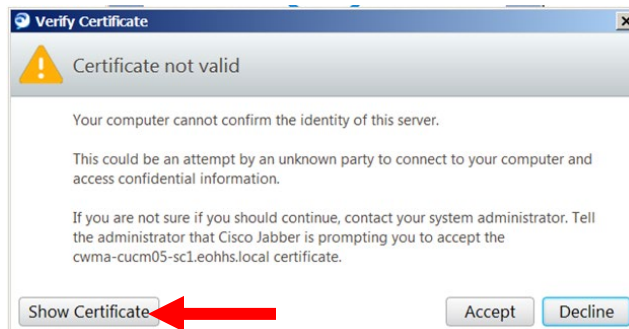 Verify Certificate
Certificate not valid
Your computer cannot confirm the identity of this server.
This could be an attempt by an unknown party to connect to your computer and
access confidential information.
If you are not sure if you should continue, contact your system administrator. Tell
the administrator that Cisco Jabber is prompting you to accept the
cwma-cucm05-sc1.eohhs.local certificate.
Show Certificate Accept Decline